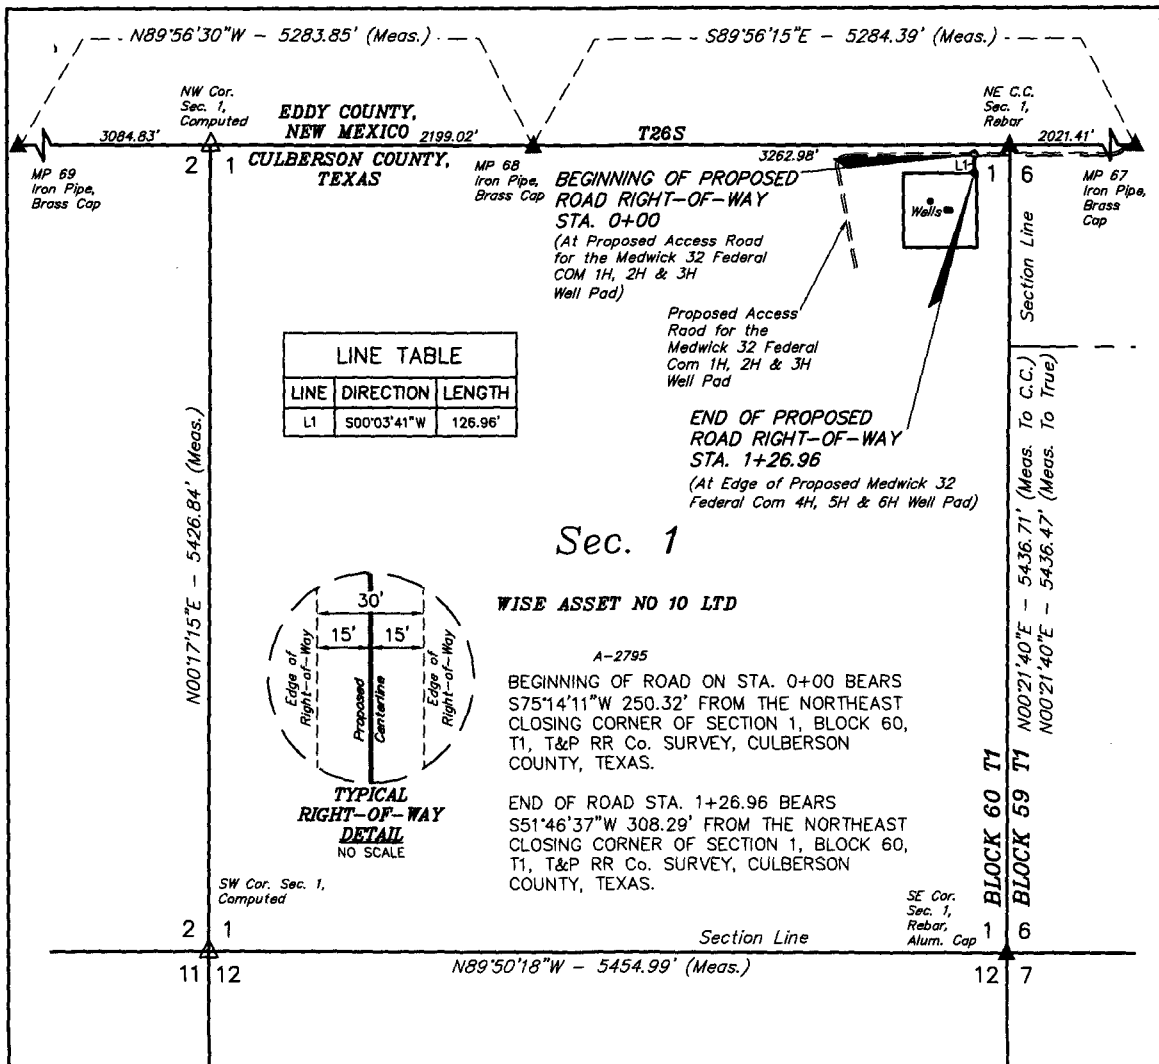 N89°56'30"W - 5283.85' (Meas.)
S89°56'15"E - 5284.39' (Meas.)
NW Cor.
Sec. 1,
Computed
EDDY COUNTY,
NEW MEXICO
NE C.C.
Sec. 1,
Rebar
3084.83'
2199.02'
T26S
2021.41'
2 1
CULBERSON COUNTY,
TEXAS
3262.98'
L1
1 6
MP 69
Iron Pipe,
Brass Cap
MP 68
Iron Pipe,
Brass Cap
MP 67
Iron Pipe,
Brass
Cap
BEGINNING OF PROPOSED
ROAD RIGHT-OF-WAY
STA. 0+00
(At Proposed Access Road
for the Medwick 32 Federal
COM 1H, 2H & 3H
Well Pad)
Wells
Section Line
Proposed Access
Raod for the
Medwick 32 Federal
Com 1H, 2H & 3H
Well Pad
LINE TABLE
LINE DIRECTION LENGTH
L1 S00°03'41"W 126.96'
END OF PROPOSED
ROAD RIGHT-OF-WAY
STA. 1+26.96
(At Edge of Proposed Medwick 32
Federal Com 4H, 5H & 6H Well Pad)
N00°17'15"E - 5426.84' (Meas.)
N00°21'40"E - 5436.71' (Meas. To C.C.)
N00°21'40"E - 5436.47' (Meas. To True)
Sec. 1
WISE ASSET NO 10 LTD
30'
15' 15'
Edge of
Right-of-Way
Proposed
Centerline
Edge of
Right-of-Way
TYPICAL
RIGHT-OF-WAY
DETAIL
NO SCALE
A-2795
BEGINNING OF ROAD ON STA. 0+00 BEARS
S75°14'11"W 250.32' FROM THE NORTHEAST
CLOSING CORNER OF SECTION 1, BLOCK 60,
T1, T&P RR Co. SURVEY, CULBERSON
COUNTY, TEXAS.
END OF ROAD STA. 1+26.96 BEARS
S51°46'37"W 308.29' FROM THE NORTHEAST
CLOSING CORNER OF SECTION 1, BLOCK 60,
T1, T&P RR Co. SURVEY, CULBERSON
COUNTY, TEXAS.
BLOCK 60 T1
BLOCK 59 T1
SW Cor. Sec. 1,
Computed
SE Cor.
Sec. 1,
Rebar,
Alum. Cap
2 1
Section Line
1 6
11 12
N89°50'18"W - 5454.99' (Meas.)
12 7